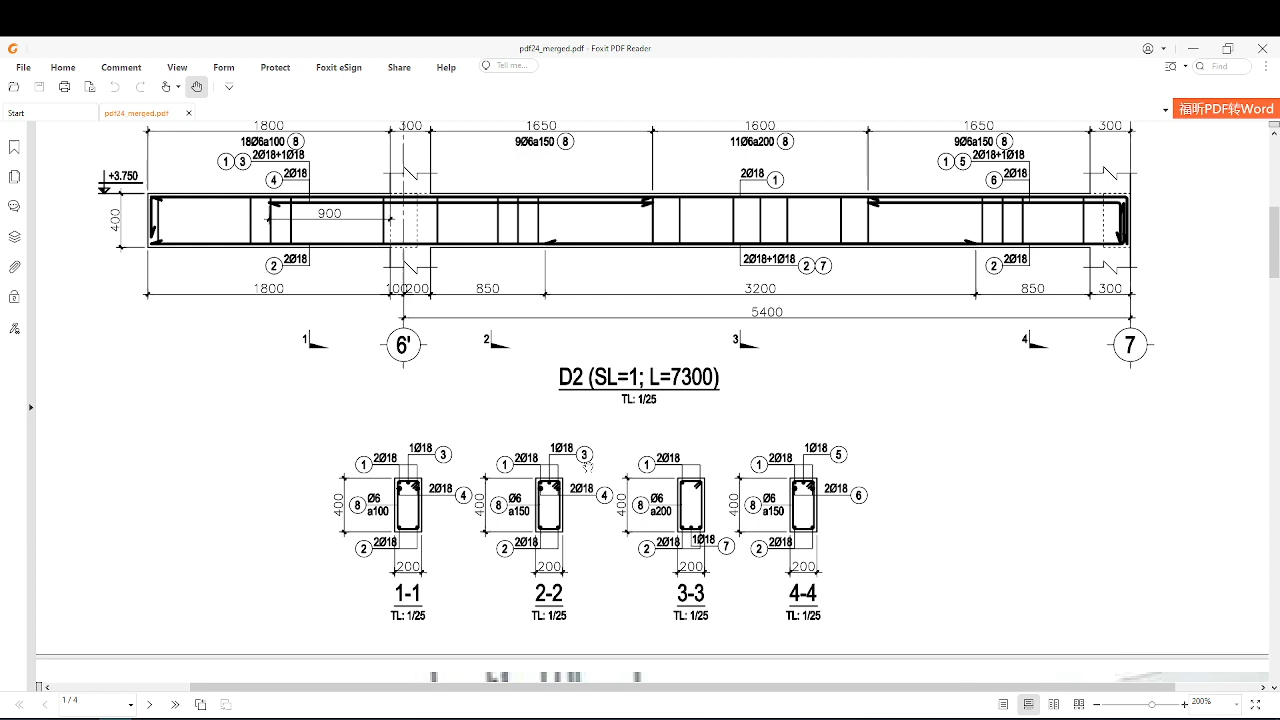 pdf24_merged.pdf - Foxit PDF Reader
File Home Comment View Form Protect Foxit eSign Share Help Tell me... Find
Start pdf24_merged.pdf 福昕PDF转Word
1800 300 1650 1600 1650 300
18Ø6a100 8 9Ø6a150 8 11Ø6a200 8 9Ø6a150 8
1 3 2Ø18+1Ø18 1 5 2Ø18+1Ø18
+3.750 4 2Ø18 2Ø18 1 6 2Ø18
400 900
2 2Ø18 2Ø18+1Ø18 2 7 2 2Ø18
1800 100 200 850 3200 850 300
5400
1 6' 2 3 4 7
D2 (SL=1; L=7300)
TL: 1/25
1Ø18 3 1Ø18 3 1Ø18 5
1 2Ø18 1 2Ø18 1 2Ø18 1 2Ø18
2Ø18 4 2Ø18 4 2Ø18 6
400 8 Ø6 400 8 Ø6 400 8 Ø6 400 8 Ø6
a100 a150 a200 a150
1Ø18 7
2 2Ø18 2 2Ø18 2 2Ø18 2 2Ø18
200 200 200 200
1-1 2-2 3-3 4-4
TL: 1/25 TL: 1/25 TL: 1/25 TL: 1/25
1 / 4 200%